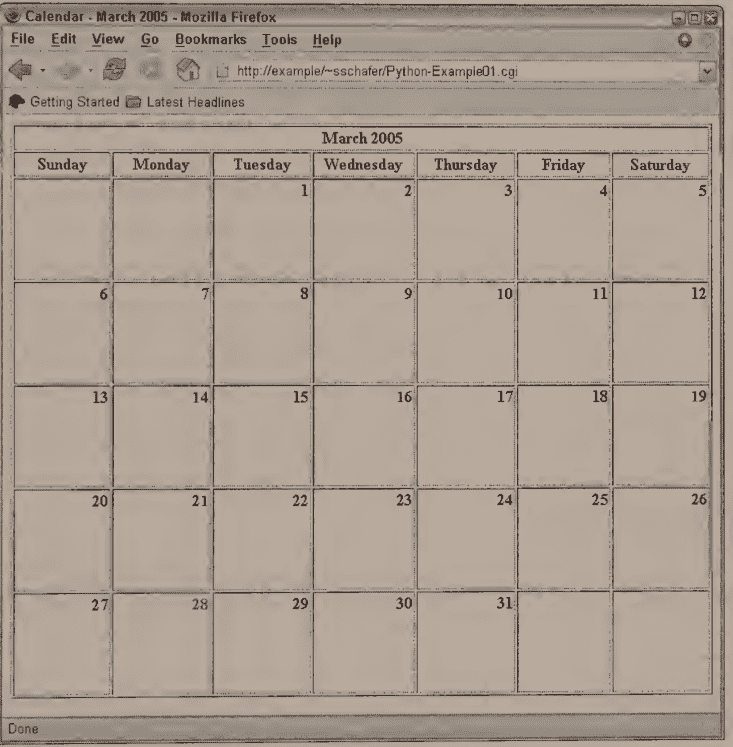 Calendar - March 2005 - Mozilla Firefox
File Edit View Go Bookmarks Tools Help
http://example/~sschafer/Python-Example01.cgi
Getting Started Latest Headlines
March 2005
Sunday Monday Tuesday Wednesday Thursday Friday Saturday
1 2 3 4 5
6 7 8 9 10 11 12
13 14 15 16 17 18 19
20 21 22 23 24 25 26
27 28 29 30 31
Done